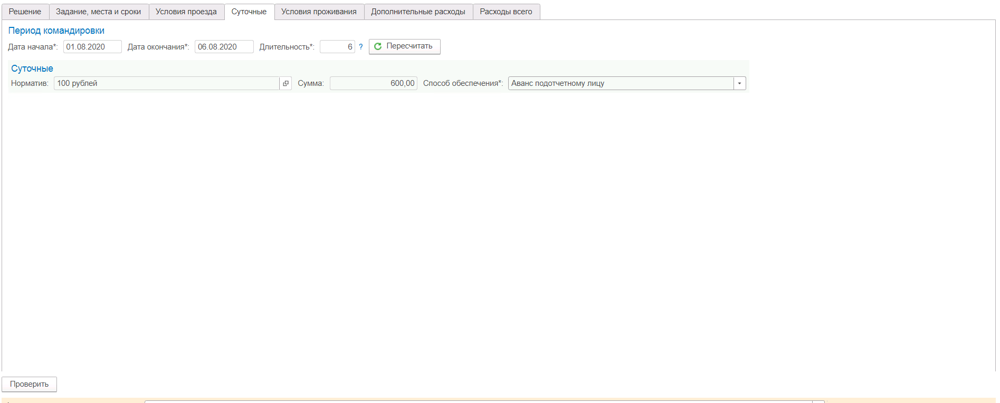 Решение Задание, места и сроки Условия проезда Суточные Условия проживания Дополнительные расходы Расходы всего
Период командировки
Дата начала*: 01.08.2020 Дата окончания*: 06.08.2020 Длительность*: 6 ? Пересчитать
Суточные
Норматив: 100 рублей Сумма: 600,00 Способ обеспечения*: Аванс подотчетному лицу
Проверить